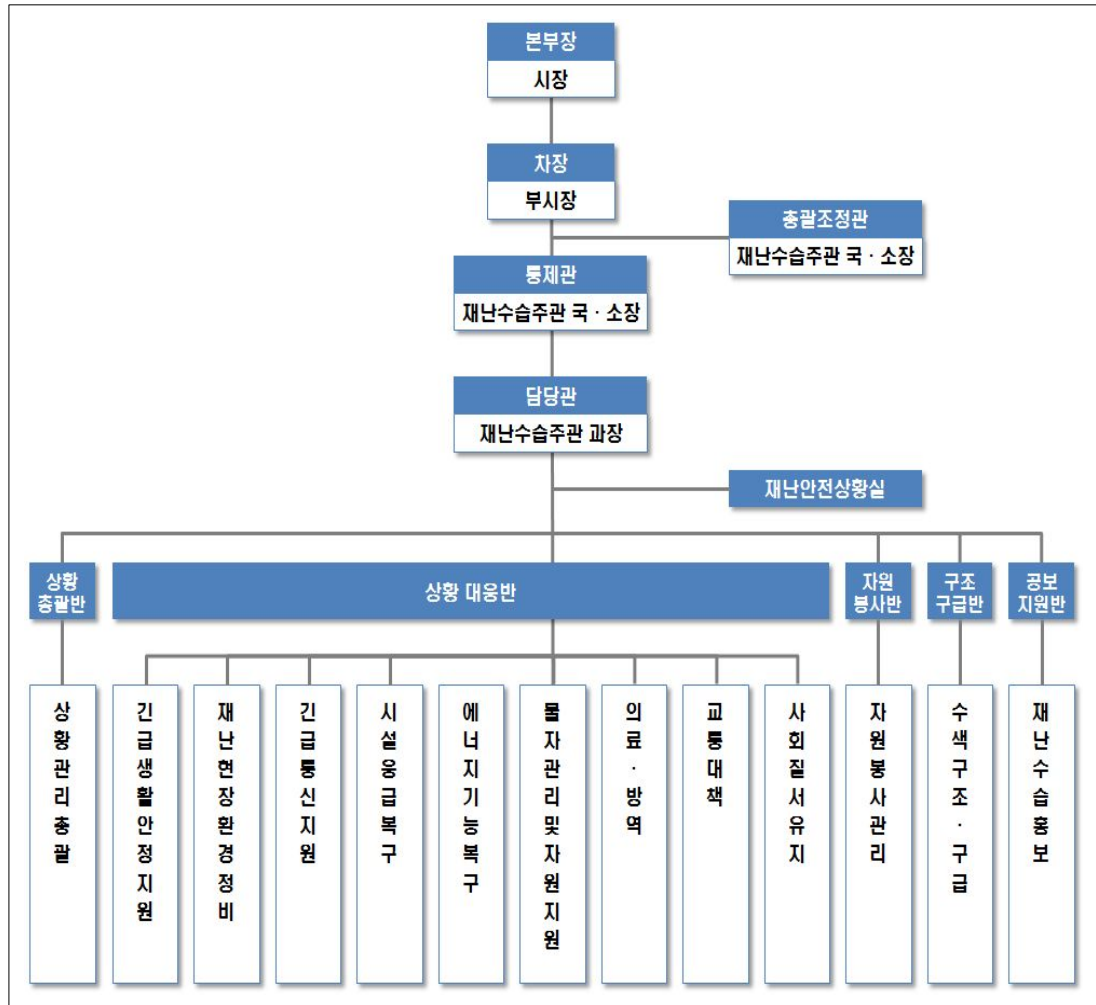 본부장
시장
차장
부시장
총괄조정관
재난수습주관 국 · 소장
통제관
재난수습주관 국 · 소장
담당관
재난수습주관 과장
재난안전상황실
상황
총괄반
상황 대응반
자원
봉사반
구조
구급반
공보
지원반
상황관리총괄
긴급생활안정지원
재난현장환경정비
긴급통신지원
시설응급복구
에너지기능복구
물자관리및자원지원
의료·방역
교통대책
사회질서유지
자원봉사관리
수색구조·구급
재난수습홍보